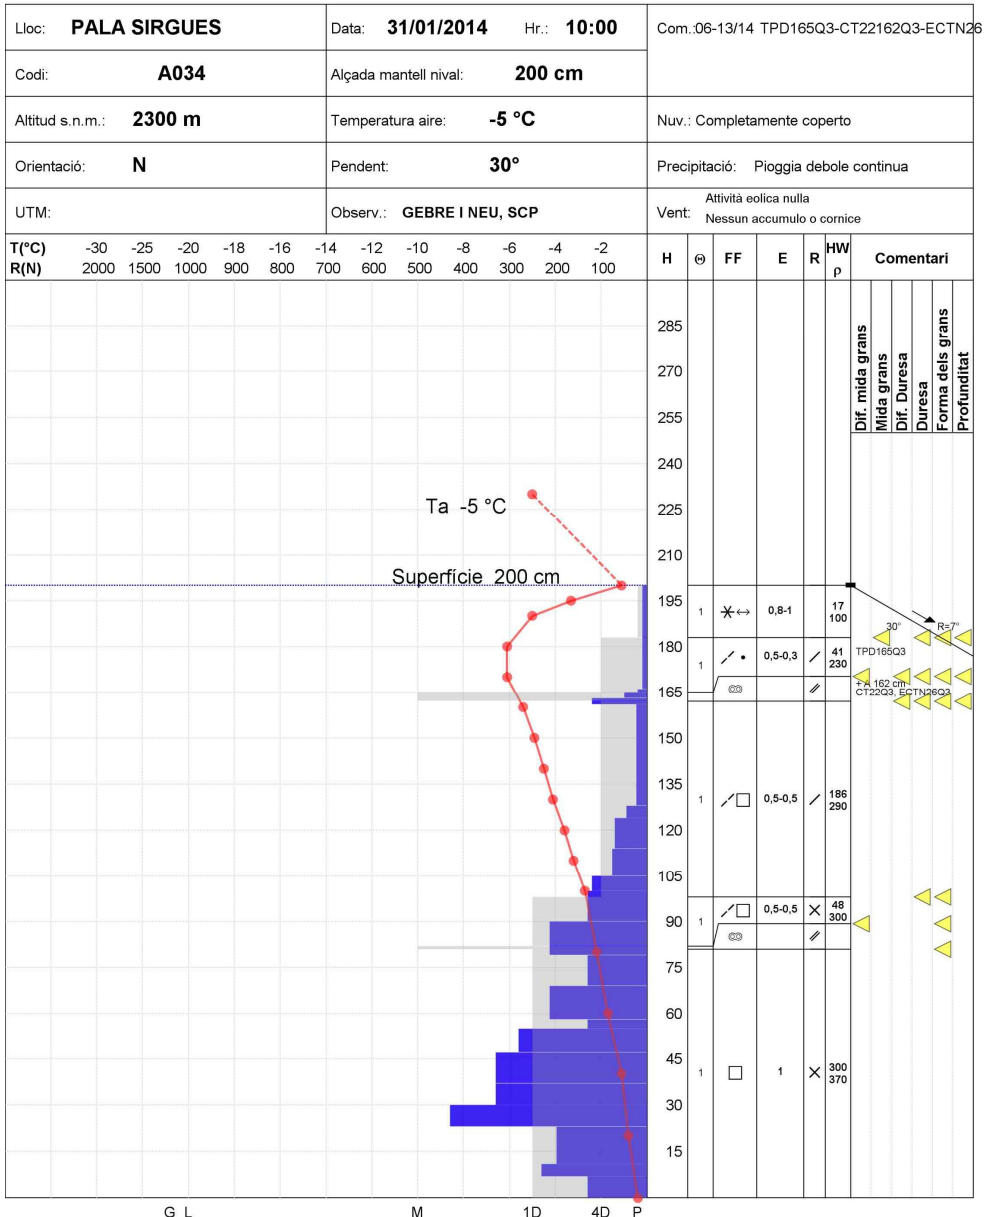 Lloc: PALA SIRGUES Data: 31/01/2014 Hr.: 10:00 Com.:06-13/14 TPD165Q3-CT22162Q3-ECTN26
Codi: A034 Alçada mantell nival: 200 cm
Altitud s.n.m.: 2300 m Temperatura aire: -5 °C Nuv.: Completamente coperto
Orientació: N Pendent: 30° Precipitació: Pioggia debole continua
UTM: Observ.: GEBRE I NEU, SCP Vent: Attività eolica nulla
Nessun accumulo o cornice
T(°C) -30 -25 -20 -18 -16 -14 -12 -10 -8 -6 -4 -2
R(N) 2000 1500 1000 900 800 700 600 500 400 300 200 100
H Θ FF E R HW ρ Comentari
Dif. mida grans
Mida grans
Dif. Duresa
Duresa
Forma dels grans
Profunditat
285
270
255
240
Ta -5 °C
225
210
Superfície 200 cm
195 1 0,8-1 17
100
30° R=7°
180
TPD165Q3
1 0,5-0,3 41
230
+ A 162 cm
165 CT22Q3, ECTN26Q3
150
135
1 0,5-0,5 186
290
120
105
90 1 0,5-0,5 48
300
75
60
45
1 1 300
370
30
15
G L M 1D 4D P